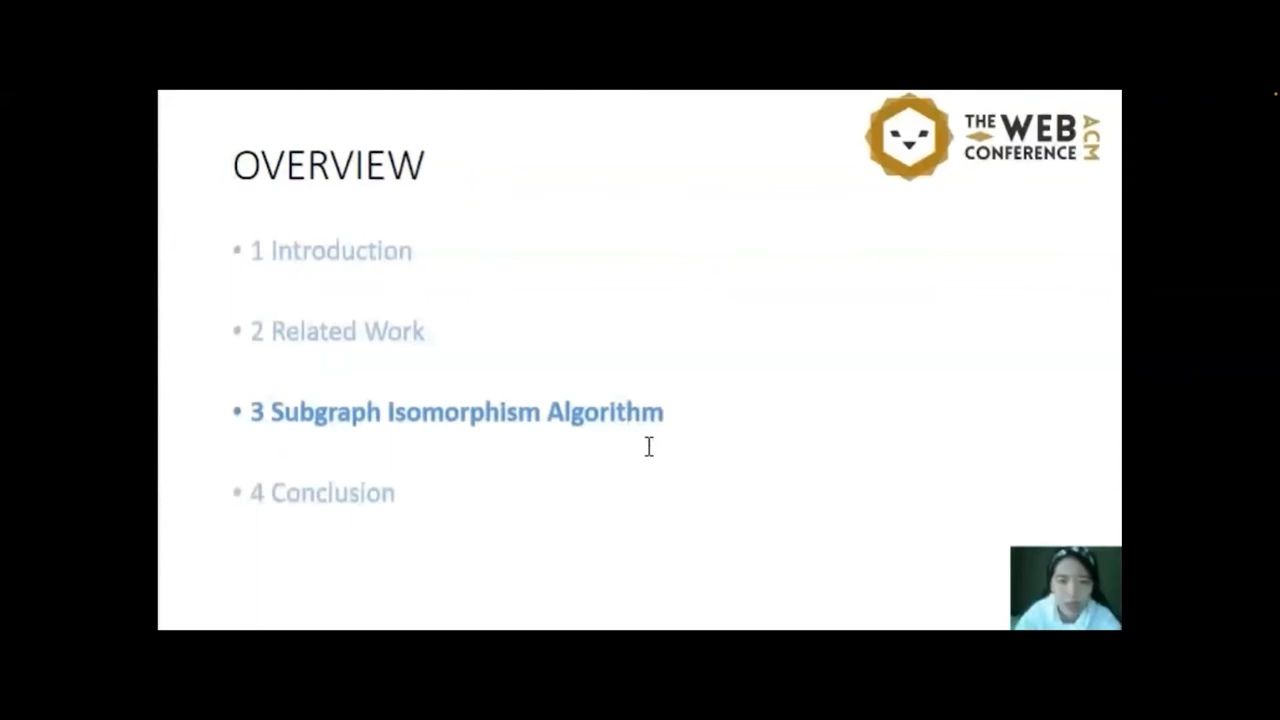 THE WEB
CONFERENCE
ACM
OVERVIEW
• 1 Introduction
• 2 Related Work
• 3 Subgraph Isomorphism Algorithm
• 4 Conclusion